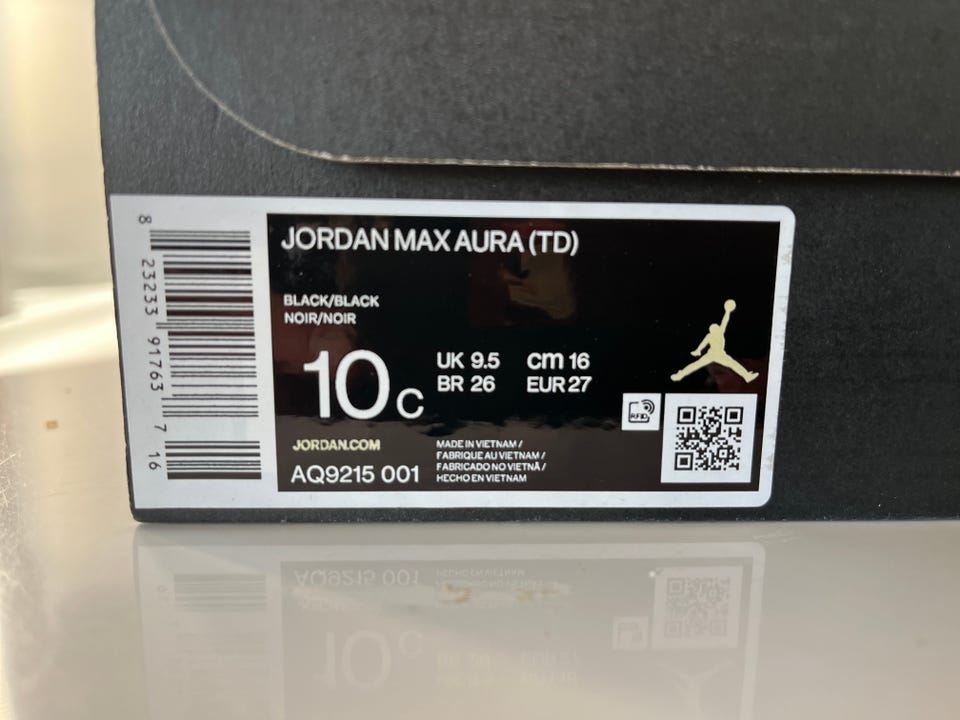 8 23233 91763 7 16
JORDAN MAX AURA (TD)
BLACK/BLACK
NOIR/NOIR
10C
UK 9.5 cm 16
BR 26 EUR 27
RFID
JORDAN.COM
AQ9215 001
MADE IN VIETNAM /
FABRIQUE AU VIETNAM /
FABRICADO NO VIETNÃ /
HECHO EN VIETNAM